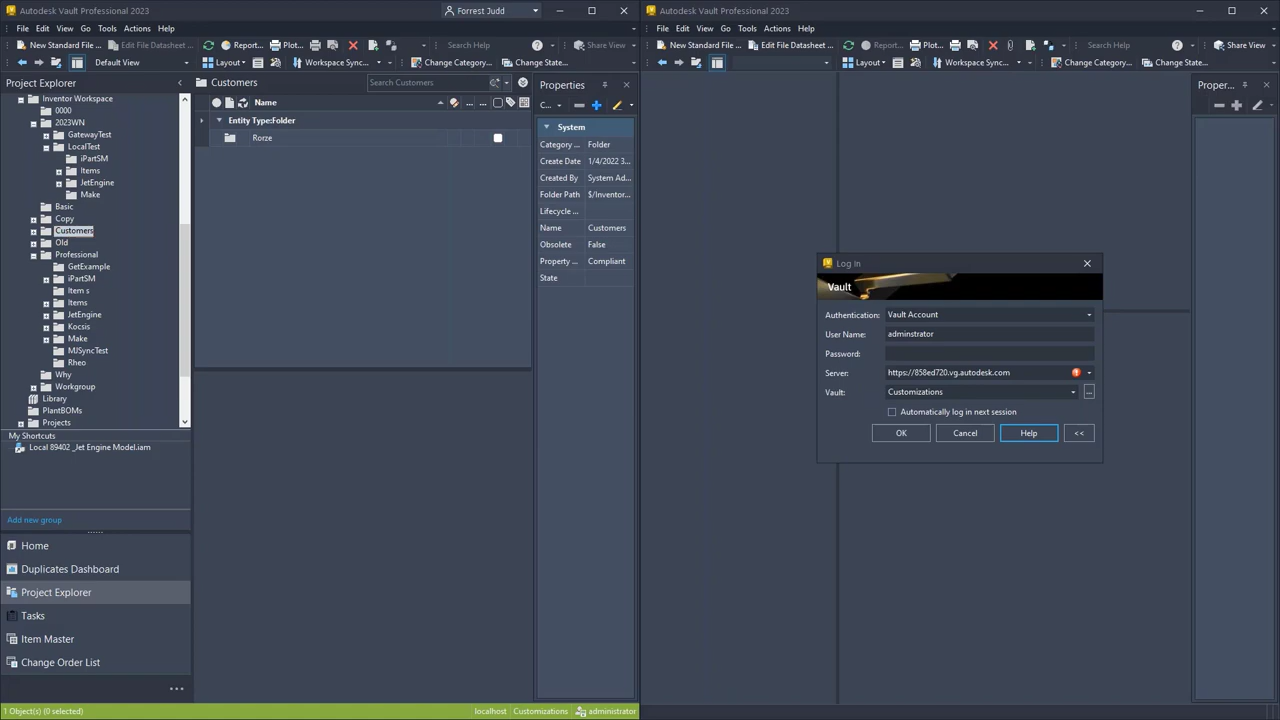 Autodesk Vault Professional 2023
Forrest Judd
File Edit View Go Tools Actions Help
New Standard File ... Edit File Datasheet... Report... Plot... Search Help Share View
Default View Layout Workspace Sync... Change Category... Change State...
Project Explorer
Inventor Workspace
0000
2023WN
GatewayTest
LocalTest
iPartSM
Items
JetEngine
Make
Basic
Copy
Customers
Old
Professional
GetExample
iPartSM
Item s
Items
JetEngine
Kocsis
Make
MJSyncTest
Rheo
Why
Workgroup
Library
PlantBOMs
Projects
My Shortcuts
Local 89402 _Jet Engine Model.iam
Add new group
Home
Duplicates Dashboard
Project Explorer
Tasks
Item Master
Change Order List
Customers
Search Customers
Name ... ...
Entity Type:Folder
Rorze
Properties
C...
System
Category ... Folder
Create Date 1/4/2022 3...
Created By System Ad...
Folder Path $/Inventor...
Lifecycle ...
Name Customers
Obsolete False
Property ... Compliant
State
1 Object(s) (0 selected) localhost Customizations administrator
Autodesk Vault Professional 2023
File Edit View Go Tools Actions Help
New Standard File ... Edit File Datasheet... Report... Plot... Search Help Share View
Layout Workspace Sync... Change Category... Change State...
Proper...
Log In
Vault
Authentication: Vault Account
User Name: adminstrator
Password:
Server: https://858ed720.vg.autodesk.com
Vault: Customizations ...
Automatically log in next session
OK Cancel Help <<